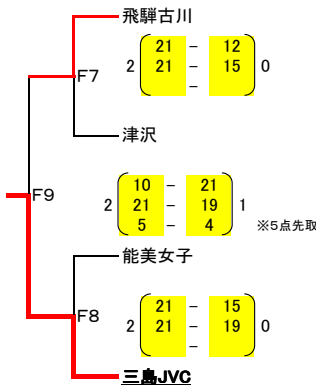 飛騨古川
21 - 12
2 21 - 15 0
-
F7
津沢
F9
10 - 21
2 21 - 19 1
5 - 4 ※5点先取
能美女子
21 - 15
F8 2 21 - 19 0
-
三島JVC